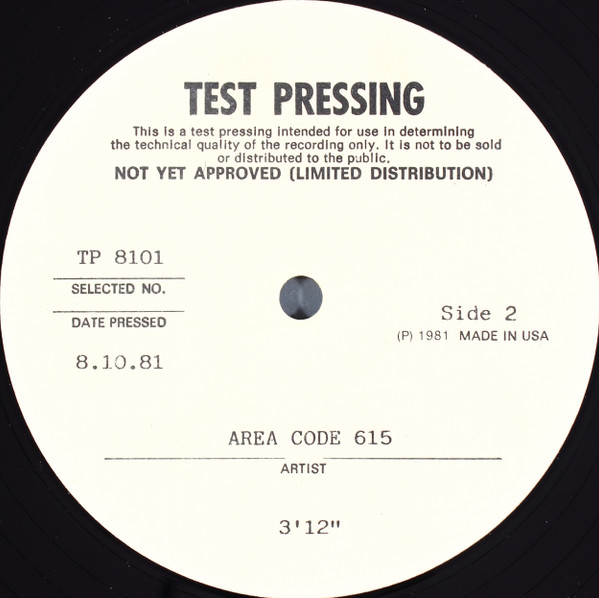 TEST PRESSING
This is a test pressing intended for use in determining
the technical quality of the recording only. It is not to be sold
or distributed to the public.
NOT YET APPROVED (LIMITED DISTRIBUTION)
TP 8101
SELECTED NO.
DATE PRESSED
8.10.81
Side 2
(P) 1981 MADE IN USA
AREA CODE 615
ARTIST
3'12"